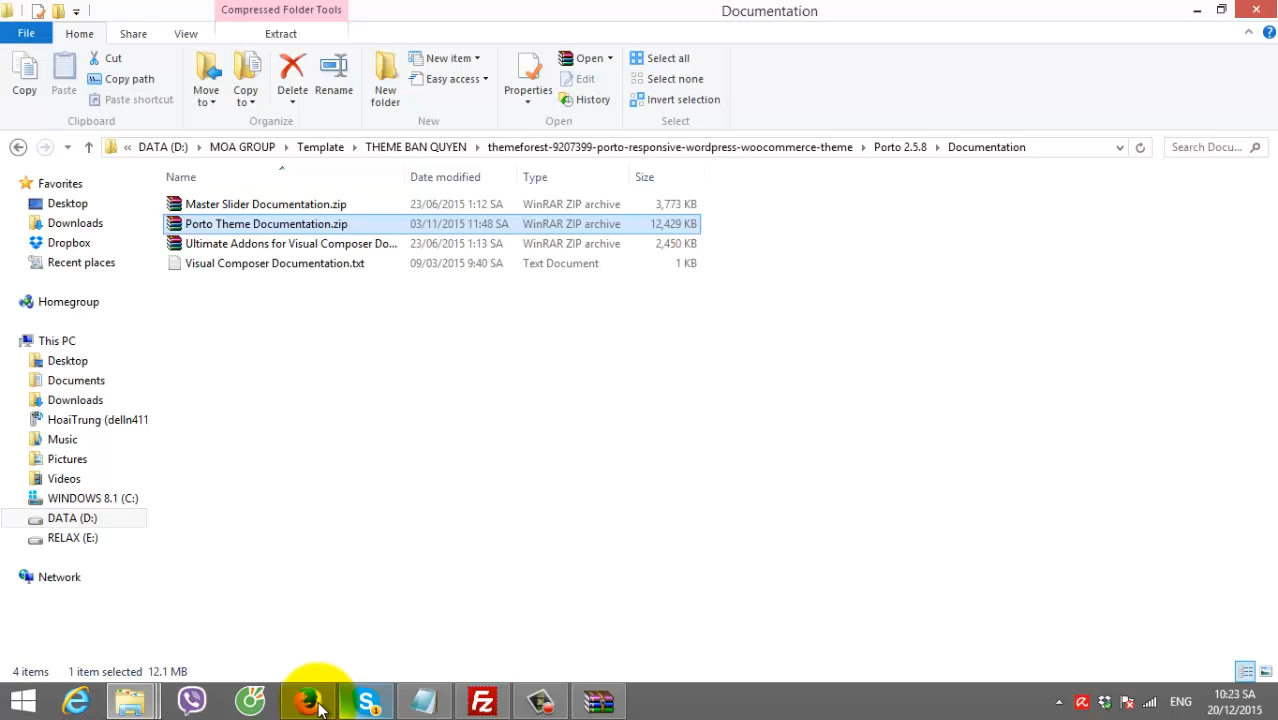 Compressed Folder Tools
Documentation
File
Home
Share
View
Extract
Copy
Paste
Cut
Copy path
Paste shortcut
Clipboard
Move to
Copy to
Delete
Rename
Organize
New folder
New item
Easy access
New
Properties
Open
Edit
History
Open
Select all
Select none
Invert selection
Select
« DATA (D:) MOA GROUP Template THEME BAN QUYEN themeforest-9207399-porto-responsive-wordpress-woocommerce-theme Porto 2.5.8 Documentation
Search Docu...
Name Date modified Type Size
Master Slider Documentation.zip 23/06/2015 1:12 SA WinRAR ZIP archive 3,773 KB
Porto Theme Documentation.zip 03/11/2015 11:48 SA WinRAR ZIP archive 12,429 KB
Ultimate Addons for Visual Composer Do... 23/06/2015 1:13 SA WinRAR ZIP archive 2,450 KB
Visual Composer Documentation.txt 09/03/2015 9:40 SA Text Document 1 KB
Favorites
Desktop
Downloads
Dropbox
Recent places
Homegroup
This PC
Desktop
Documents
Downloads
HoaiTrung (delln411
Music
Pictures
Videos
WINDOWS 8.1 (C:)
DATA (D:)
RELAX (E:)
Network
4 items 1 item selected 12.1 MB
ENG
10:23 SA
20/12/2015